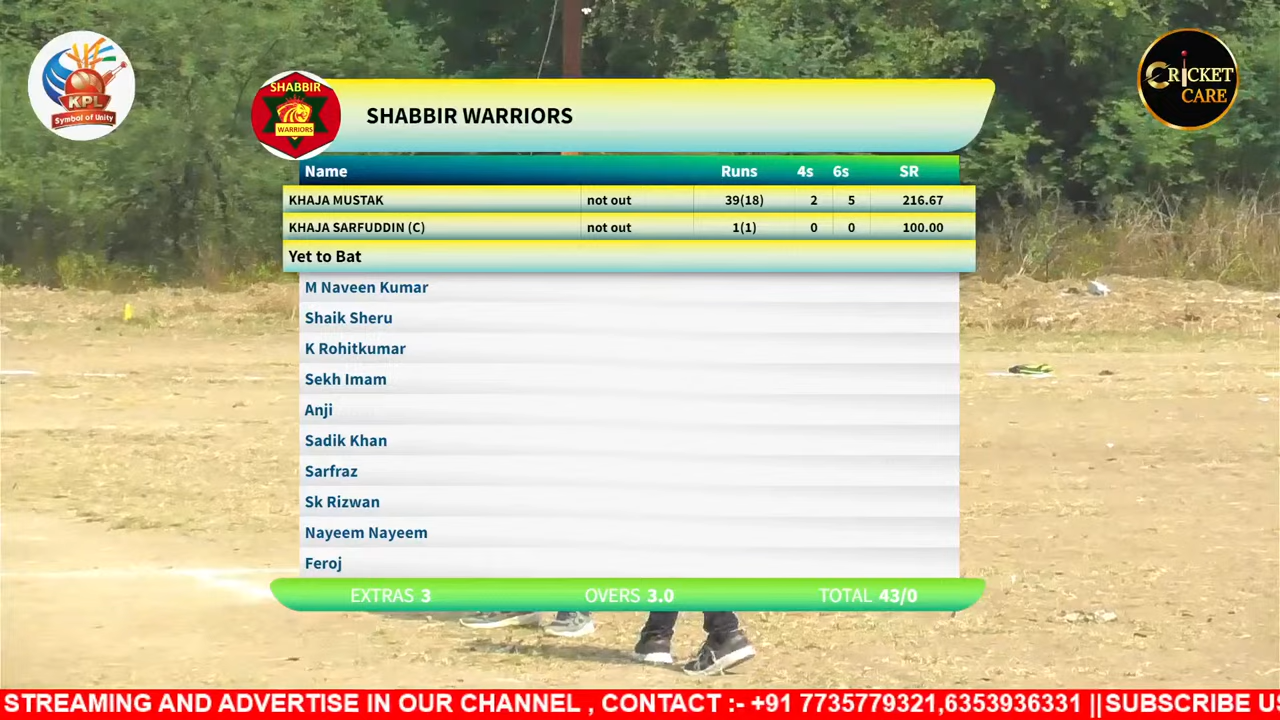 KPL
Symbol of Unity
CRICKET
CARE
SHABBIR
WARRIORS
SHABBIR WARRIORS
Name Runs 4s 6s SR
KHAJA MUSTAK not out 39(18) 2 5 216.67
KHAJA SARFUDDIN (C) not out 1(1) 0 0 100.00
Yet to Bat
M Naveen Kumar
Shaik Sheru
K Rohitkumar
Sekh Imam
Anji
Sadik Khan
Sarfraz
Sk Rizwan
Nayeem Nayeem
Feroj
EXTRAS 3 OVERS 3.0 TOTAL 43/0
STREAMING AND ADVERTISE IN OUR CHANNEL , CONTACT :- +91 7735779321,6353936331 ||SUBSCRIBE US